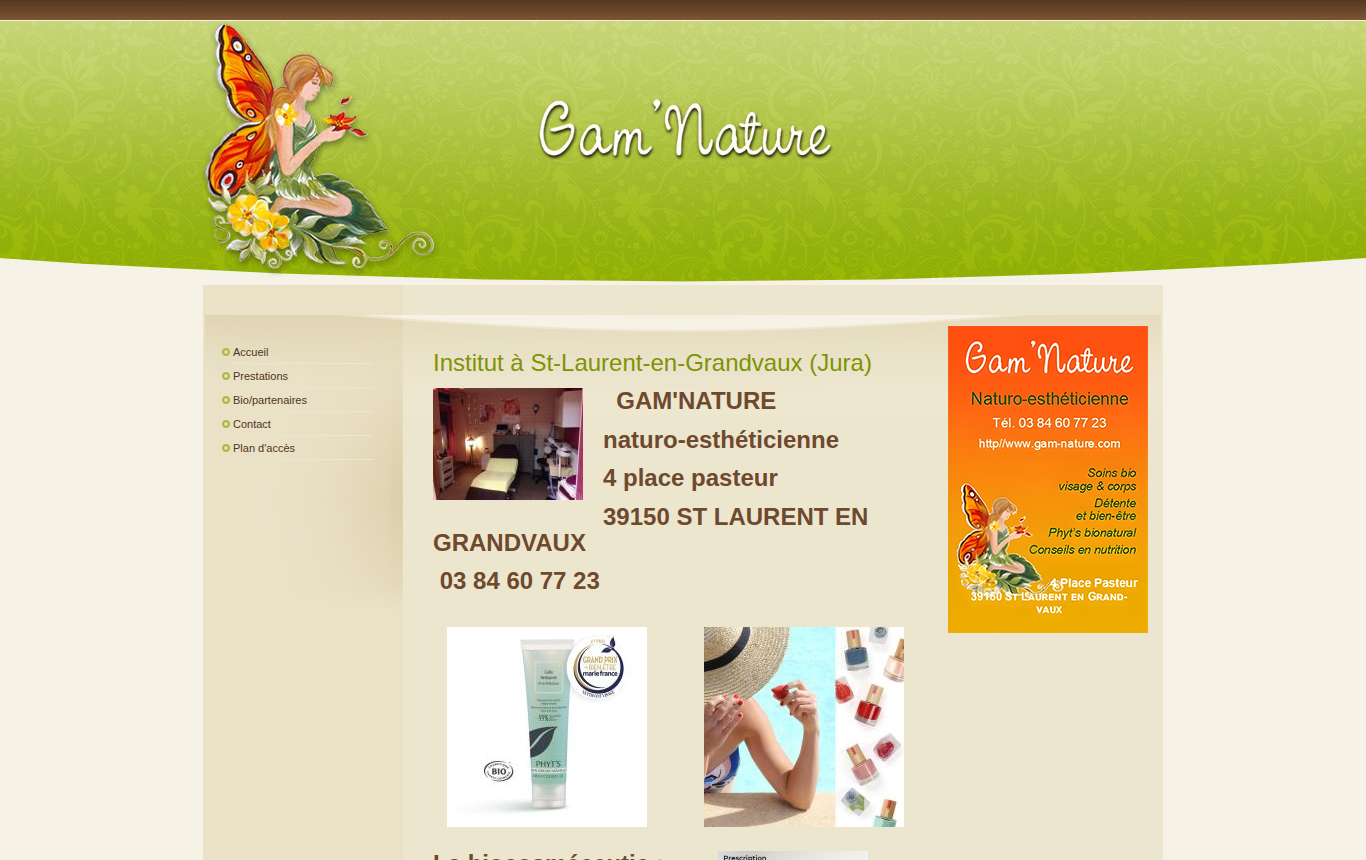 Gam'Nature
Accueil
Prestations
Bio/partenaires
Contact
Plan d'accès
Institut à St-Laurent-en-Grandvaux (Jura)
GAM'NATURE
naturo-esthéticienne
4 place pasteur
39150 ST LAURENT EN
GRANDVAUX
03 84 60 77 23
Gam'Nature
Naturo-esthéticienne
Tél. 03 84 60 77 23
http//www.gam-nature.com
Soins bio
visage & corps
Détente
et bien-être
Phyt's bionatural
Conseils en nutrition
4 Place Pasteur
39160 St Laurent en Grand-
vaux
GRAND PRIX
BIEN-ÊTRE
marie france
BIO
PHYT'S
Prescription